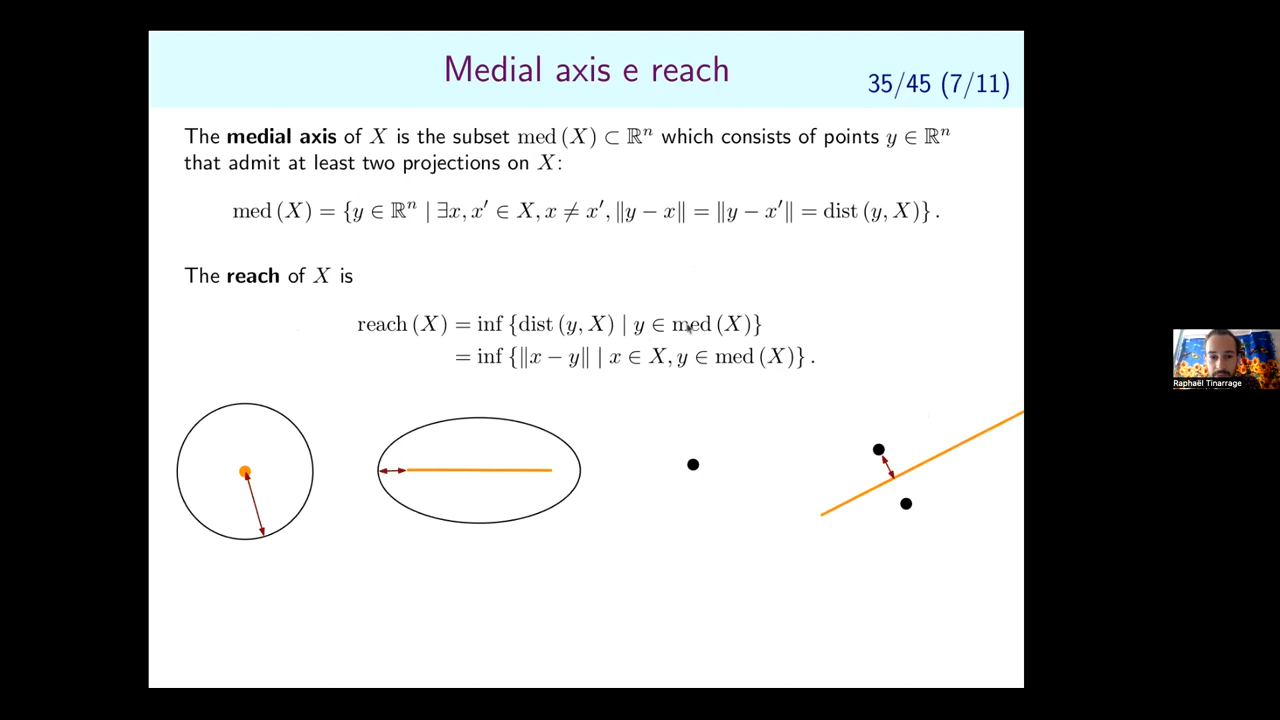 Medial axis e reach
35/45 (7/11)
The medial axis of X is the subset med (X) ⊂ ℝⁿ which consists of points y ∈ ℝⁿ
that admit at least two projections on X:
med (X) = {y ∈ ℝⁿ | ∃x, x′ ∈ X, x ≠ x′, ‖y − x‖ = ‖y − x′‖ = dist (y, X)} .
The reach of X is
reach (X) = inf {dist (y, X) | y ∈ med (X)}
= inf {‖x − y‖ | x ∈ X, y ∈ med (X)} .
Raphaël Tinarrage